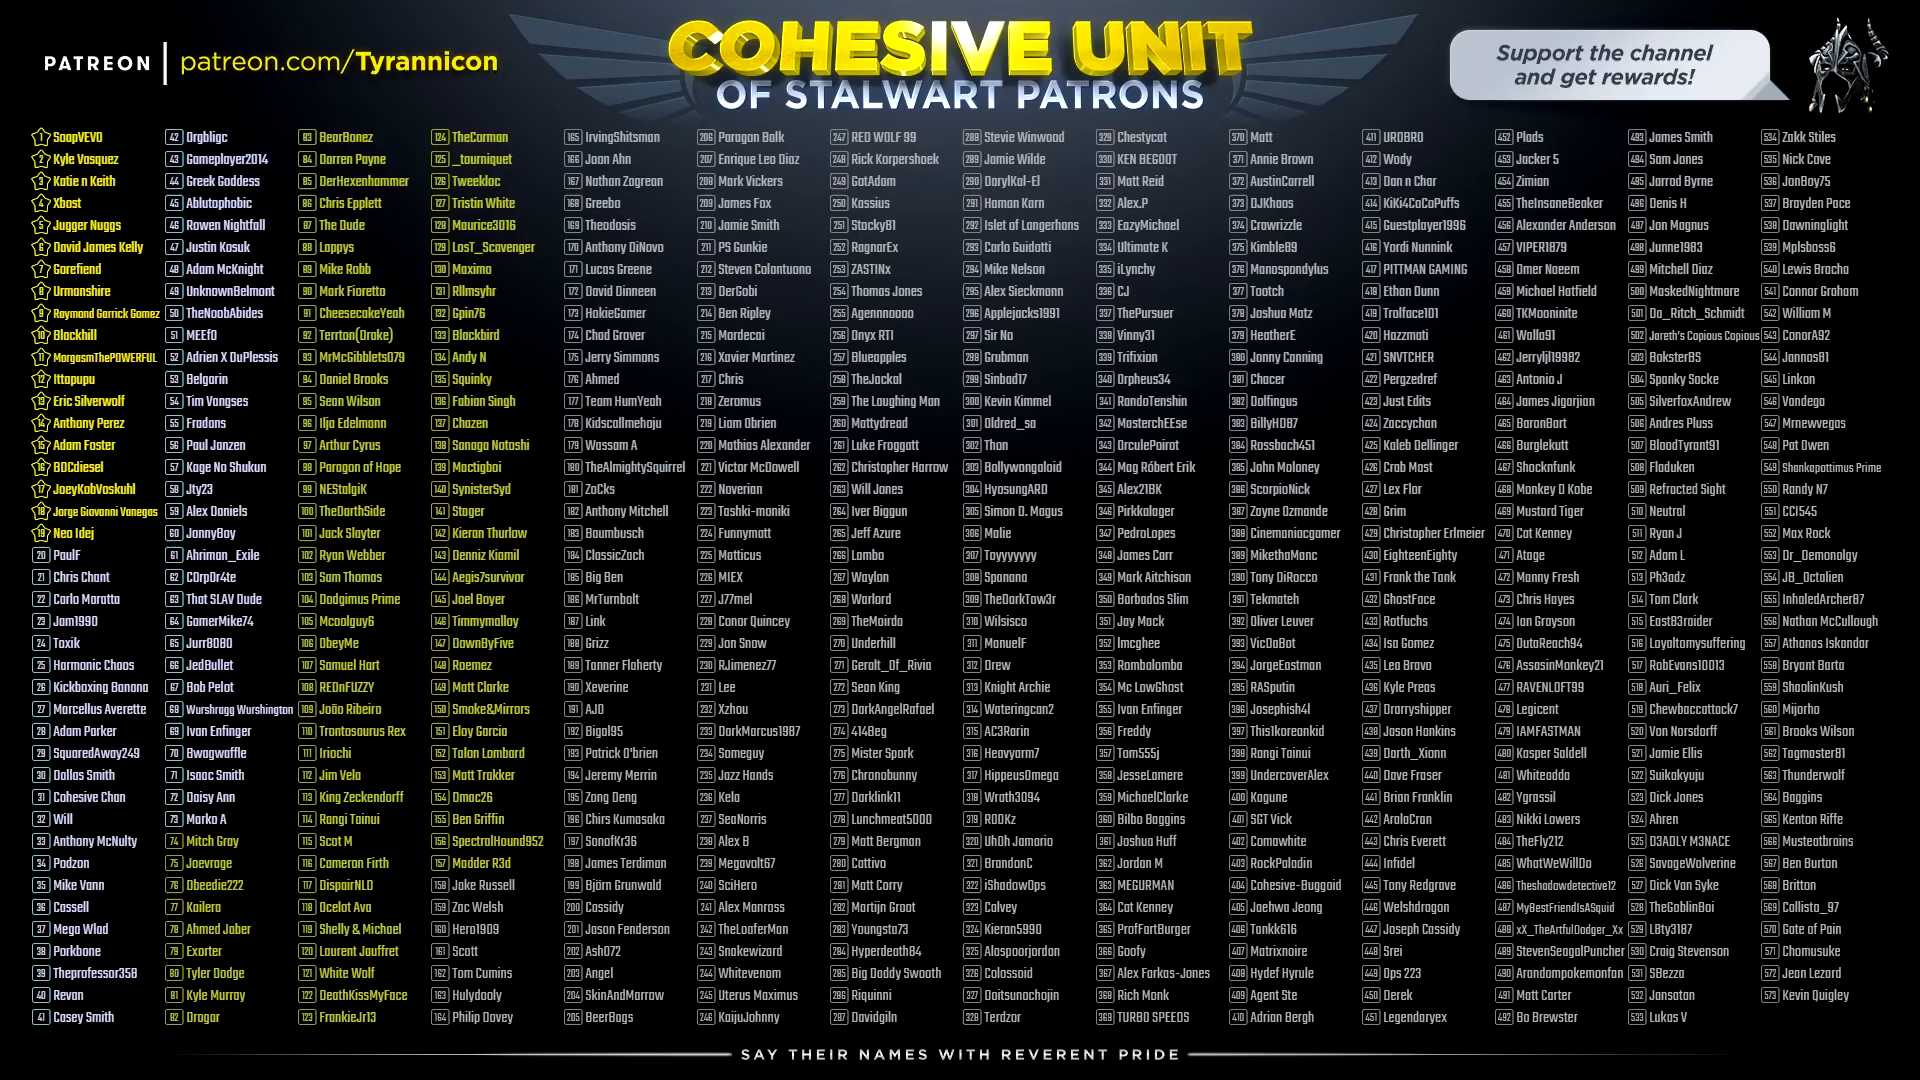 PATREON | patreon.com/Tyrannicon
COHESIVE UNIT
OF STALWART PATRONS
Support the channel
and get rewards!
1 SoapVEVO
2 Kyle Vasquez
3 Katie n Keith
4 Xbost
5 Jugger Nuggs
6 David James Kelly
7 Gorefiend
8 Urmanshire
9 Raymond Garrick Gomez
10 Blackhill
11 MorgasmThePOWERFUL
12 Ittapupu
13 Eric Silverwolf
14 Anthony Perez
15 Adam Foster
16 BDCdiesel
17 JoeyKobVoskuhl
18 Jorge Giovanni Vanegas
19 Neo Idej
20 PaulF
21 Chris Chant
22 Carlo Maratta
23 Jam1990
24 Taxik
25 Harmonic Chaos
26 Kickboxing Banana
27 Marcellus Averette
28 Adam Parker
29 SquaredAway249
30 Dallas Smith
31 Cohesive Chan
32 Will
33 Anthony McNulty
34 Podzon
35 Mike Vann
36 Cassell
37 Mega Wlad
38 Porkbone
39 Theprofessor358
40 Revan
41 Casey Smith
42 Orgbligc
43 Gameplayer2014
44 Greek Goddess
45 Ablutophobic
46 Rowen Nightfall
47 Justin Kosuk
48 Adam McKnight
49 UnknownBelmont
50 TheNoobAbides
51 MEEf0
52 Adrien X DuPlessis
53 Belgarin
54 Tim Vangses
55 Fradans
56 Paul Janzen
57 Kage No Shukun
58 Jty23
59 Alex Daniels
60 JonnyBoy
61 Ahriman_Exile
62 C0rp0r4te
63 That SLAV Dude
64 GamerMike74
65 Jurr8080
66 JedBullet
67 Bob Pelot
68 Wurshragg Wurshington
69 Ivan Enfinger
70 Bwagwaffle
71 Isaac Smith
72 Daisy Ann
73 Marko A
74 Mitch Gray
75 Joevrage
76 Obeedie222
77 Kailera
78 Ahmed Jaber
79 Exorter
80 Tyler Dodge
81 Kyle Murray
82 Drogar
83 BearBonez
84 Darren Payne
85 DerHexenhammer
86 Chris Epplett
87 The Dude
88 Lappys
89 Mike Robb
90 Mark Fioretto
91 CheesecakeYeah
92 Terrton(Drake)
93 MrMcGibblets079
94 Daniel Brooks
95 Sean Wilson
96 Ilja Edelmann
97 Arthur Cyrus
98 Paragon of Hope
99 NEStalgiK
100 TheDarthSide
101 Jack Slayter
102 Ryan Webber
103 Sam Thomas
104 Dodgimus Prime
105 Mcoolguy6
106 ObeyMe
107 Samuel Hart
108 REDnFUZZY
109 João Ribeiro
110 Trontosaurus Rex
111 Iriochi
112 Jim Vela
113 King Zeckendorff
114 Rangi Tainui
115 Scat M
116 Cameron Firth
117 DispairNLD
118 Ocelot Ava
119 Shelly & Michael
120 Laurent Jauffret
121 White Wolf
122 DeathKissMyFace
123 FrankieJr13
124 TheCorman
125 _tourniquet
126 Tweekloc
127 Tristin White
128 Maurice3016
129 LosT_Scavenger
130 Maximo
131 Rllmsyhr
132 Gpin76
133 Blackbird
134 Andy N
135 Squinky
136 Fabian Singh
137 Chazen
138 Sanaga Natoshi
139 Mactigboi
140 SynisterSyd
141 Stager
142 Kieran Thurlow
143 Denniz Kiamil
144 Aegis7survivor
145 Joel Boyer
146 Timmymalloy
147 DawnByFive
148 Roemez
149 Matt Clarke
150 Smoke&Mirrors
151 Eloy Garcia
152 Talon Lombard
153 Matt Trakker
154 Dmac26
155 Ben Griffin
156 SpectralHound952
157 Madder R3d
158 Jake Russell
159 Zac Welsh
160 Hero1909
161 Scott
162 Tom Cumins
163 Hulydooly
164 Philip Dovey
165 IrvingShitsman
166 Joon Ahn
167 Nathan Zagrean
168 Greebo
169 Theodosis
170 Anthony DiNovo
171 Lucas Greene
172 David Dinneen
173 HokieGamer
174 Chad Grover
175 Jerry Simmons
176 Ahmed
177 Team HumYeah
178 Kidscallmehoju
179 Wassam A
180 TheAlmightySquirrel
181 ZoCks
182 Anthony Mitchell
183 Baumbusch
184 ClassicZach
185 Big Ben
186 MrTurnbolt
187 Link
188 Grizz
189 Tanner Flaherty
190 Xeverine
191 AJ0
192 Bigal95
193 Patrick O'brien
194 Jeremy Merrin
195 Zong Deng
196 Chirs Kumasaka
197 SonofKr36
198 James Terdiman
199 Björn Grunwald
200 Cassidy
201 Jason Fenderson
202 Ash072
203 Angel
204 SkinAndMarrow
205 BeerBags
206 Paragon Balk
207 Enrique Leo Diaz
208 Mark Vickers
209 James Fox
210 Jamie Smith
211 PS Gunkie
212 Steven Colantuono
213 DerGobi
214 Ben Ripley
215 Mordecai
216 Xavier Martinez
217 Chris
218 Zeromus
219 Liam Obrien
220 Mathias Alexander
221 Victor McDowell
222 Noverian
223 Tashki-moniki
224 Funnymatt
225 Matticus
226 MIEX
227 J77mel
228 Conor Quincey
229 Jon Snow
230 RJimenez77
231 Lee
232 Xzhou
233 DarkMarcus1987
234 Someguy
235 Jazz Hands
236 Kela
237 SeaNorris
238 Alex B
239 Megavolt67
240 SciHero
241 Alex Manross
242 TheLoaferMan
243 Snakewizard
244 Whitevenom
245 Uterus Maximus
246 KaijuJohnny
247 RED WOLF 99
248 Rick Korpershoek
249 GotAdam
250 Kassius
251 Stocky81
252 RagnarEx
253 ZASTINx
254 Thomas Jones
255 Agennnoooo
256 Onyx RTI
257 Blueapples
258 TheJackal
259 The Laughing Man
260 Mattydread
261 Luke Froggatt
262 Christopher Harrow
263 Will Jones
264 Iver Biggun
265 Jeff Azure
266 Lambo
267 Waylon
268 Warlord
269 TheMoirda
270 Underhill
271 Geralt_Of_Rivia
272 Sean King
273 DarkAngelRafael
274 414Beg
275 Mister Spork
276 Chronobunny
277 Darklink11
278 Lunchmeat5000
279 Matt Bergman
280 Cattivo
281 Matt Corry
282 Martijn Groot
283 Youngsta73
284 Hyperdeath84
285 Big Daddy Swooth
286 Riquinni
287 Davidgiln
288 Stevie Winwood
289 Jamie Wilde
290 DarylKal-El
291 Haman Karn
292 Islet of Langerhans
293 Carlo Guidotti
294 Mike Nelson
295 Alex Sieckmann
296 Applejacks1991
297 Sir No
298 Grubman
299 Sinbad17
300 Kevin Kimmel
301 Oldred_sa
302 Than
303 Bollywongaloid
304 HyosungARD
305 Simon D. Magus
306 Malie
307 Toyyyyyyy
308 Spanana
309 TheDarkTow3r
310 Wilsisco
311 ManuelF
312 Drew
313 Knight Archie
314 Wateringcan2
315 AC3Rarin
316 Heavyarm7
317 HippeusOmega
318 Wrath3094
319 R00Kz
320 UhOh Jamario
321 BrandonC
322 iShadowOps
323 Calvey
324 Kieran5990
325 Alaspoorjordan
326 Colossoid
327 Daitsunochojin
328 Terdzor
329 Chestycat
330 KEN BEGOOT
331 Matt Reid
332 Alex.P
333 EazyMichael
334 Ultimate K
335 iLynchy
336 CJ
337 ThePursuer
338 Vinny31
339 Trifixion
340 Orpheus34
341 RandoTenshin
342 MasterchEEse
343 OrculePoirot
344 Mag Róbert Erik
345 Alex21BK
346 Pirkkalager
347 PedroLopes
348 James Carr
349 Mark Aitchison
350 Barbados Slim
351 Jay Mack
352 Imcghee
353 Rombalomba
354 Mc LowGhost
355 Ivan Enfinger
356 Freddy
357 Tom555j
358 JesseLamere
359 MichaelClarke
360 Bilbo Baggins
361 Joshua Huff
362 Jordan M
363 MEGURMAN
364 Cat Kenney
365 ProfFartBurger
366 Goofy
367 Alex Farkas-Jones
368 Rich Monk
369 TURBO SPEEDS
370 Matt
371 Annie Brown
372 AustinCarrell
373 DJKhaos
374 Crawrizzle
375 Kimble89
376 Monospondylus
377 Tootch
378 Joshua Matz
379 HeatherE
380 Jonny Canning
381 Chacer
382 Dolfingus
383 BillyHD87
384 Rossbach451
385 John Maloney
386 ScorpioNick
387 Zayne Ozmande
388 Cinemaniacgamer
389 MikethaManc
390 Tony DiRocco
391 Tekmateh
392 Oliver Leuver
393 VicDaBat
394 JorgeEastman
395 RASputin
396 Josephish4l
397 This1koreankid
398 Rangi Tainui
399 UndercoverAlex
400 Kagune
401 SGT Vick
402 Comawhite
403 RockPaladin
404 Cohesive-Buggoid
405 Jaehwa Jeong
406 Tonkk616
407 Matrixnoire
408 Hydef Hyrule
409 Agent Ste
410 Adrian Bergh
411 UROBRO
412 Wady
413 Dan n Char
414 KiKi4CoCoPuffs
415 Guestployer1996
416 Yordi Nunnink
417 PITTMAN GAMING
418 Ethan Dunn
419 Trolface101
420 Hazzmati
421 SNVTCHER
422 Pergzedref
423 Just Edits
424 Zaccychan
425 Kaleb Dellinger
426 Crab Mast
427 Lex Flar
428 Grim
429 Christopher Erlmeier
430 EighteenEighty
431 Frank the Tank
432 GhostFace
433 Rotfuchs
434 Isa Gomez
435 Leo Bravo
436 Kyle Preas
437 Drarryshipper
438 Jason Hankins
439 Darth_Xionn
440 Dave Fraser
441 Brian Franklin
442 AralaCran
443 Chris Everett
444 Infidel
445 Tony Redgrave
446 Welshdragon
447 Joseph Cassidy
448 Srei
449 Ops 223
450 Derek
451 Legendaryex
452 Plads
453 Jacker 5
454 Zimian
455 TheInsaneBeaker
456 Alexander Anderson
457 VIPER1879
458 Omer Naeem
459 Michael Hatfield
460 TKMooninite
461 Walla91
462 Jerrylj19982
463 Antonio J
464 James Jigarjian
465 BaronBart
466 Burglekutt
467 Shocknfunk
468 Monkey D Kobe
469 Mustard Tiger
470 Cat Kenney
471 Atage
472 Manny Fresh
473 Chris Hayes
474 Ian Grayson
475 OutaReach94
476 AssasinMonkey21
477 RAVENLOFT99
478 Legicent
479 IAMFASTMAN
480 Kasper Saldell
481 Whiteadda
482 Ygrassil
483 Nikki Lowers
484 TheFly212
485 WhatWeWillDo
486 Theshadowdetective12
487 MyBestFriendIsASquid
488 xX_TheArtfulDodger_Xx
489 StevenSeagalPuncher
490 Arandompokemonfan
491 Matt Carter
492 Bo Brewster
493 James Smith
494 Sam Jones
495 Jarrod Byrne
496 Denis H
497 Jon Magnus
498 Junne1983
499 Mitchell Diaz
500 MaskedNightmare
501 Da_Ritch_Schmidt
502 Jareth's Copious Copious
503 BoksterBS
504 Spanky Socke
505 SilverfoxAndrew
506 Andres Pluss
507 BloodTyrant91
508 Fladuken
509 Refracted Sight
510 Neutral
511 Ryan J
512 Adam L
513 Ph3adz
514 Tom Clark
515 East83raider
516 Loyaltomysuffering
517 RobEvans10013
518 Auri_Felix
519 Chewbaccattack7
520 Van Norsdorff
521 Jamie Ellis
522 Suikakyuju
523 Dick Jones
524 Ahren
525 D3ADLY M3NACE
526 SavageWolverine
527 Dick Van Syke
528 TheGoblinBoi
529 LBty3187
530 Craig Stevenson
531 SBezza
532 Jansatan
533 Lukas V
534 Zakk Stiles
535 Nick Cove
536 JonBoy75
537 Brayden Pace
538 Dawninglight
539 Mplsboss6
540 Lewis Bracha
541 Connor Graham
542 William M
543 ConorA92
544 Jannos81
545 Linkon
546 Vandega
547 Mrnewvegas
548 Pat Owen
549 Shankapottimus Prime
550 Randy N7
551 CCI545
552 Max Rock
553 Dr_Demonolgy
554 JB_Octalien
555 InhaledArcher87
556 Nathan McCullough
557 Athanas Iskandar
558 Bryant Barta
559 ShaolinKush
560 Mijorho
561 Brooks Wilson
562 Tagmaster81
563 Thunderwolf
564 Baggins
565 Kenton Riffe
566 Musteatbrains
567 Ben Burton
568 Britton
569 Callisto_97
570 Gate of Pain
571 Chomusuke
572 Jean Lezard
573 Kevin Quigley
SAY THEIR NAMES WITH REVERENT PRIDE